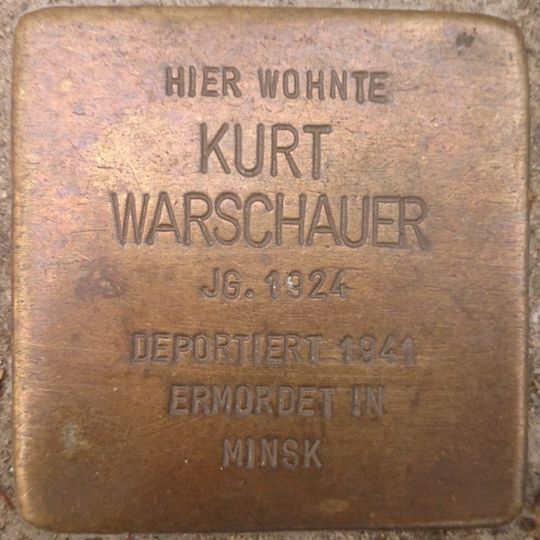 HIER WOHNTE
KURT
WARSCHAUER
JG. 1924
DEPORTIERT 1941
ERMORDET IN
MINSK